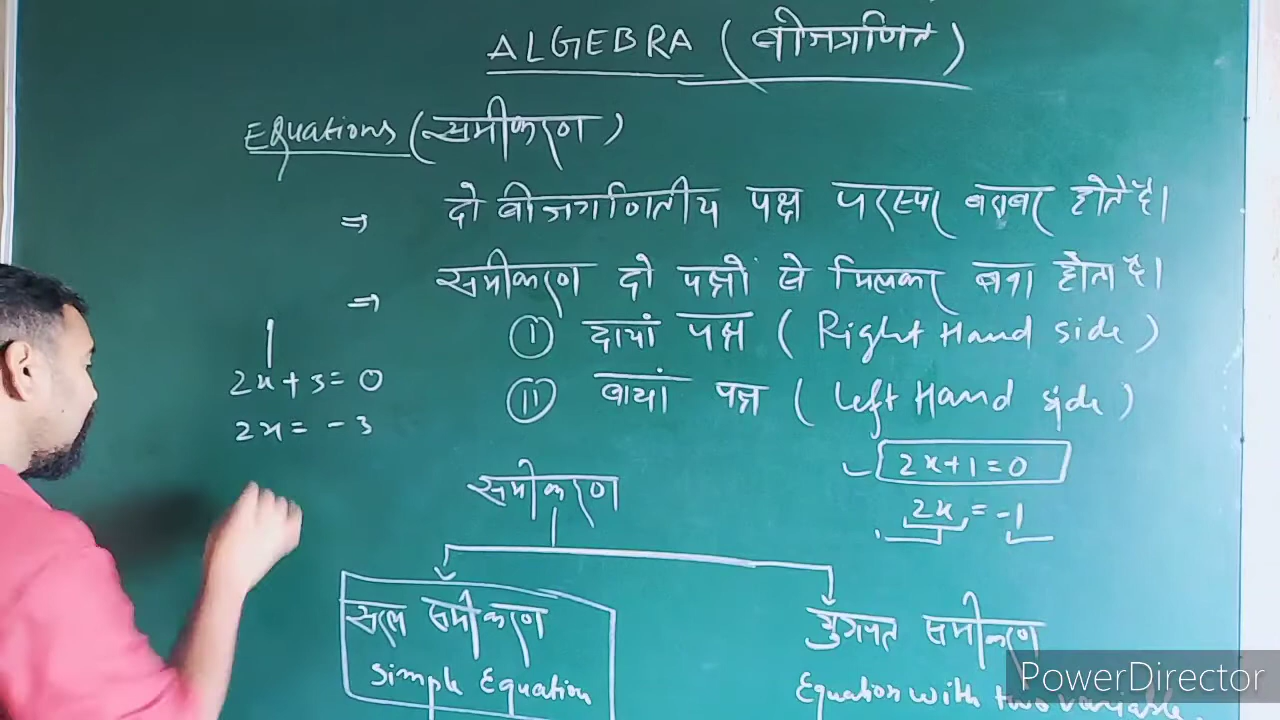 ALGEBRA (बीजगणित)
Equations (समीकरण)
⇒ दो बीजगणितीय पक्ष परस्पर बराबर होते है।
⇒ समीकरण दो पक्षों से मिलकर बना होता है।
(I) दायां पक्ष (Right Hand side)
(II) बायां पक्ष (left Hand side)
2x+3=0
2x=-3
2x+1=0
2x=-1
समीकरण
सरल समीकरण
Simple Equation
युगपत समीकरण
Equation with two variable
PowerDirector